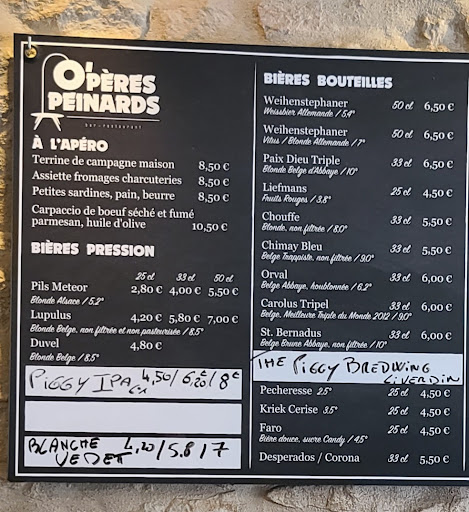 O'PÈRES
PEINARDS
bar-restaurant
À L'APÉRO
Terrine de campagne maison 8,50 €
Assiette fromages charcuteries 8,50 €
Petites sardines, pain, beurre 8,50 €
Carpaccio de boeuf séché et fumé
parmesan, huile d'olive 10,50 €
BIÈRES PRESSION
25 cl 33 cl 50 cl
Pils Meteor 2,80 € 4,00 € 5,50 €
Blonde Alsace / 5,2°
Lupulus 4,20 € 5,80 € 7,00 €
Blonde Belge, non filtrée et non pasteurisée / 8,5°
Duvel 4,80 €
Blonde Belge / 8,5°
PIGGY IPA 4,50/6,20€/8€
BLANCHE 4,20/5.8/7
VEDET
BIÈRES BOUTEILLES
Weihenstephaner 50 cl 6,50 €
Weissbier Allemande / 5,4°
Weihenstephaner 50 cl 6,50 €
Vitus / Blonde Allemande / 7°
Paix Dieu Triple 33 cl 6,50 €
Blonde Belge d'Abbaye / 10°
Liefmans 25 cl 4,50 €
Fruits Rouges / 3,8°
Chouffe 33 cl 5,50 €
Blonde, non filtrée / 8,0°
Chimay Bleu 33 cl 5,50 €
Belge Trappiste, non filtrée / 9,0°
Orval 33 cl 6,00 €
Belge Abbaye, houblonnée / 6,2°
Carolus Tripel 33 cl 6,00 €
Belge, Meilleure Triple du Monde 2012 / 9,0°
St. Bernadus 33 cl 6,00 €
Belge Brune Abbaye, non filtrée / 10°
THE PIGGY BREDWING
LIVERDIN
Pecheresse 2,5° 25 cl 4,50 €
Kriek Cerise 3,5° 25 cl 4,50 €
Faro 25 cl 4,50 €
Bière douce, sucre Candy / 4,5°
Desperados / Corona 33 cl 5,50 €